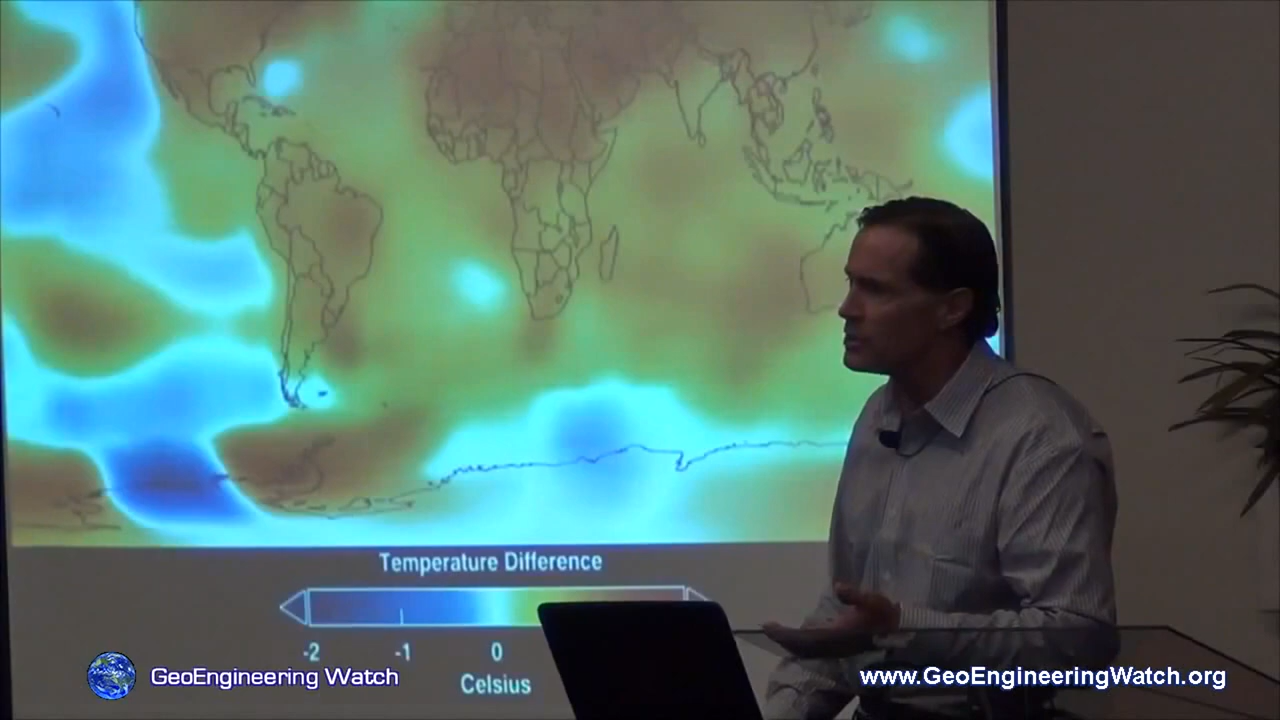 Temperature Difference
-2 -1 0
Celsius
GeoEngineering Watch
www.GeoEngineeringWatch.org